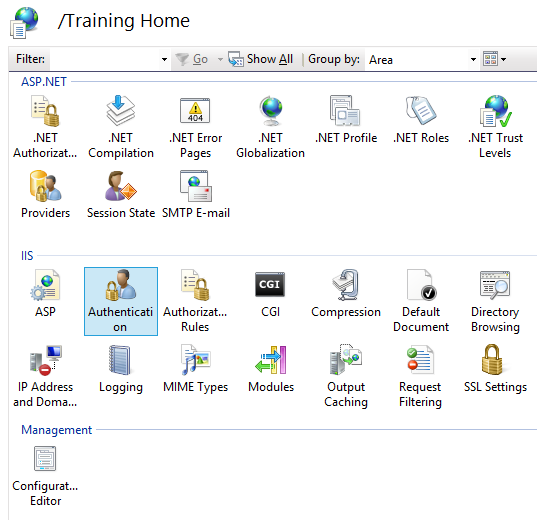 /Training Home
Filter: Go Show All Group by: Area
ASP.NET
.NET .NET .NET Error .NET .NET Profile .NET Roles .NET Trust
Authorizat... Compilation Pages Globalization Levels
404
Providers Session State SMTP E-mail
IIS
CGI
ASP Authenticati Authorizat... CGI Compression Default Directory
on Rules Document Browsing
IP Address Logging MIME Types Modules Output Request SSL Settings
and Doma... Caching Filtering
Management
Configurat...
Editor